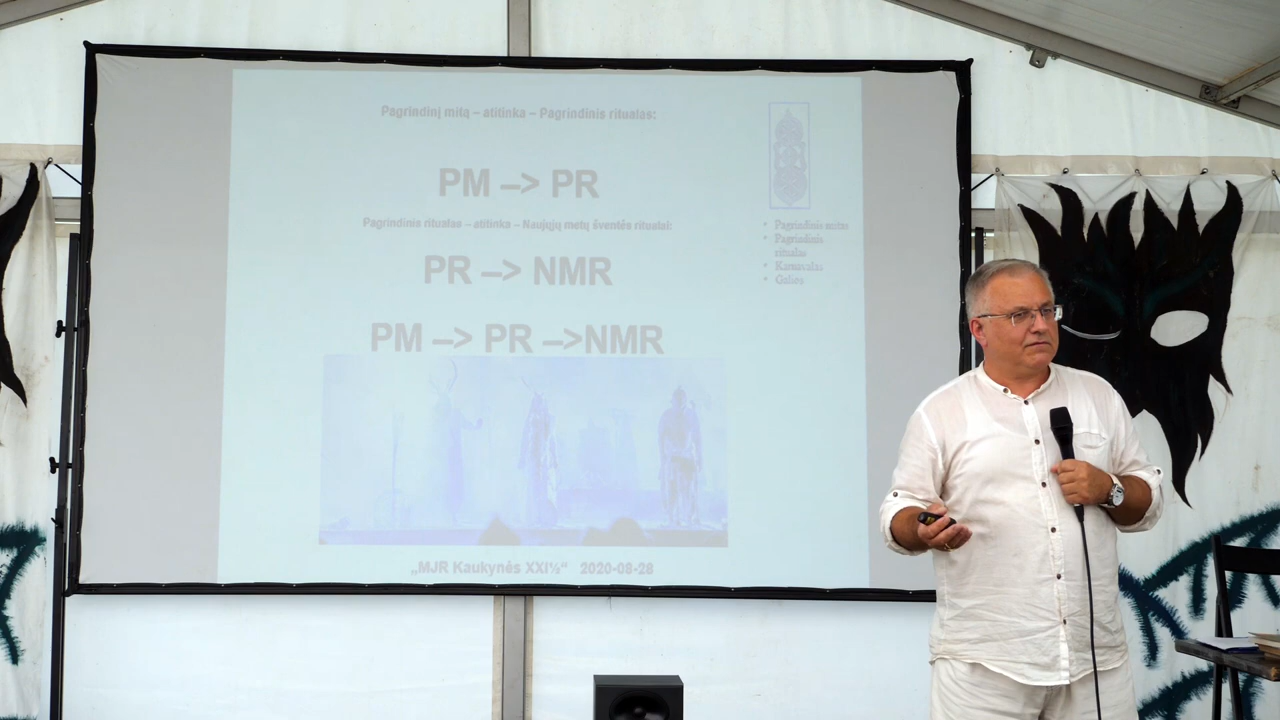 Pagrindinį mitą – atitinka – Pagrindinis ritualas:
PM –> PR
Pagrindinis ritualas – atitinka – Naujųjų metų šventės ritualai:
PR –> NMR
PM –> PR –>NMR
„MJR Kaukynės XXI½“ 2020-08-28
• Pagrindinis mitas
• Pagrindinis
ritualas
• Karnavalas
• Galios